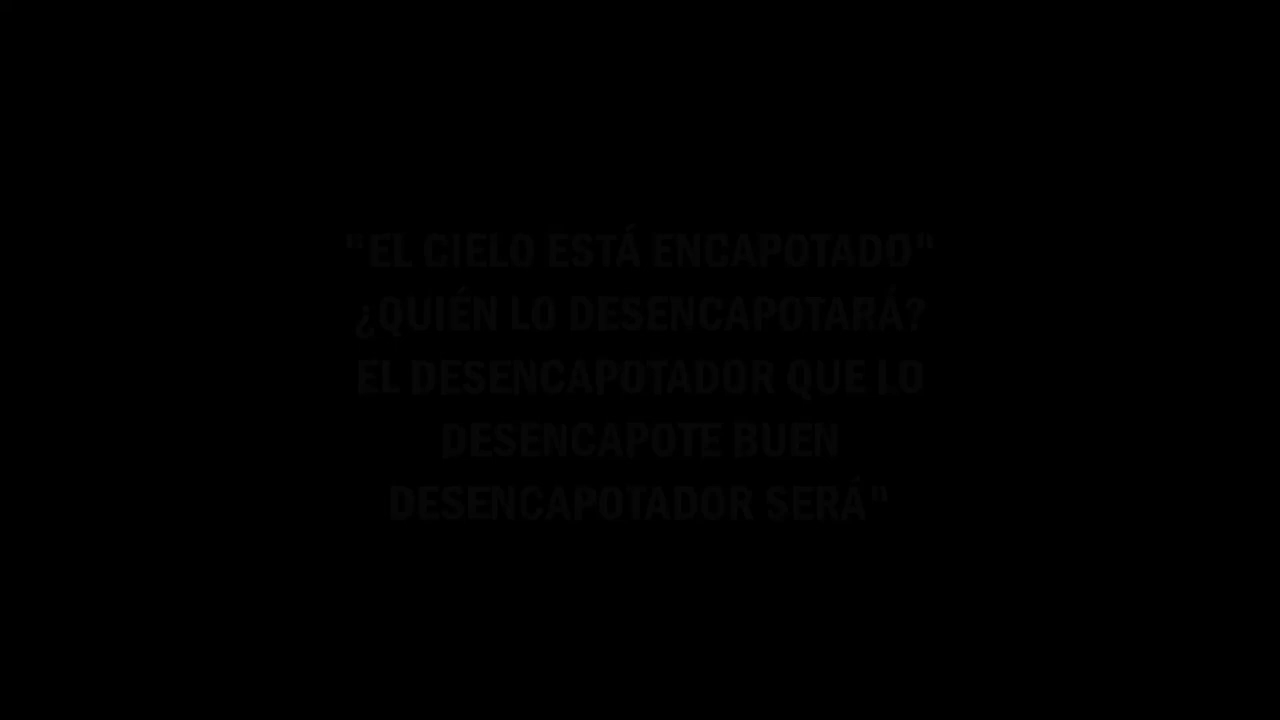 "EL CIELO ESTÁ ENCAPOTADO"
¿QUIÉN LO DESENCAPOTARÁ?
EL DESENCAPOTADOR QUE LO
DESENCAPOTE BUEN
DESENCAPOTADOR SERÁ"